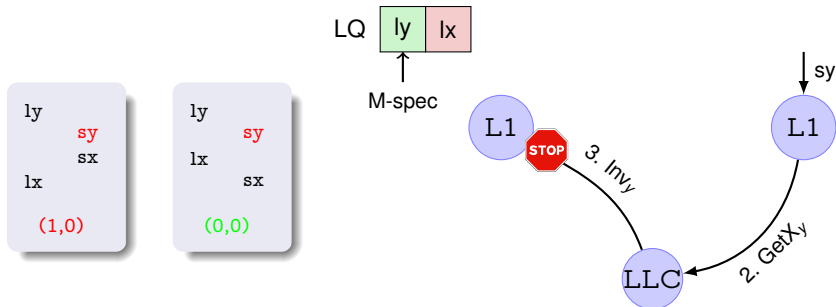 LQ ly lx
M-spec
ly
sy
sx
lx
(1,0)
ly
sy
lx
sx
(0,0)
L1
STOP
3. Invy
sy
L1
2. GetXy
LLC